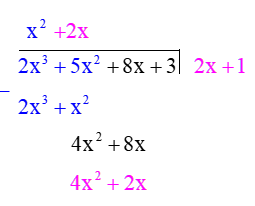 x² +2x
2x³ + 5x² + 8x + 3 2x + 1
− 2x³ + x²
4x² + 8x
4x² + 2x